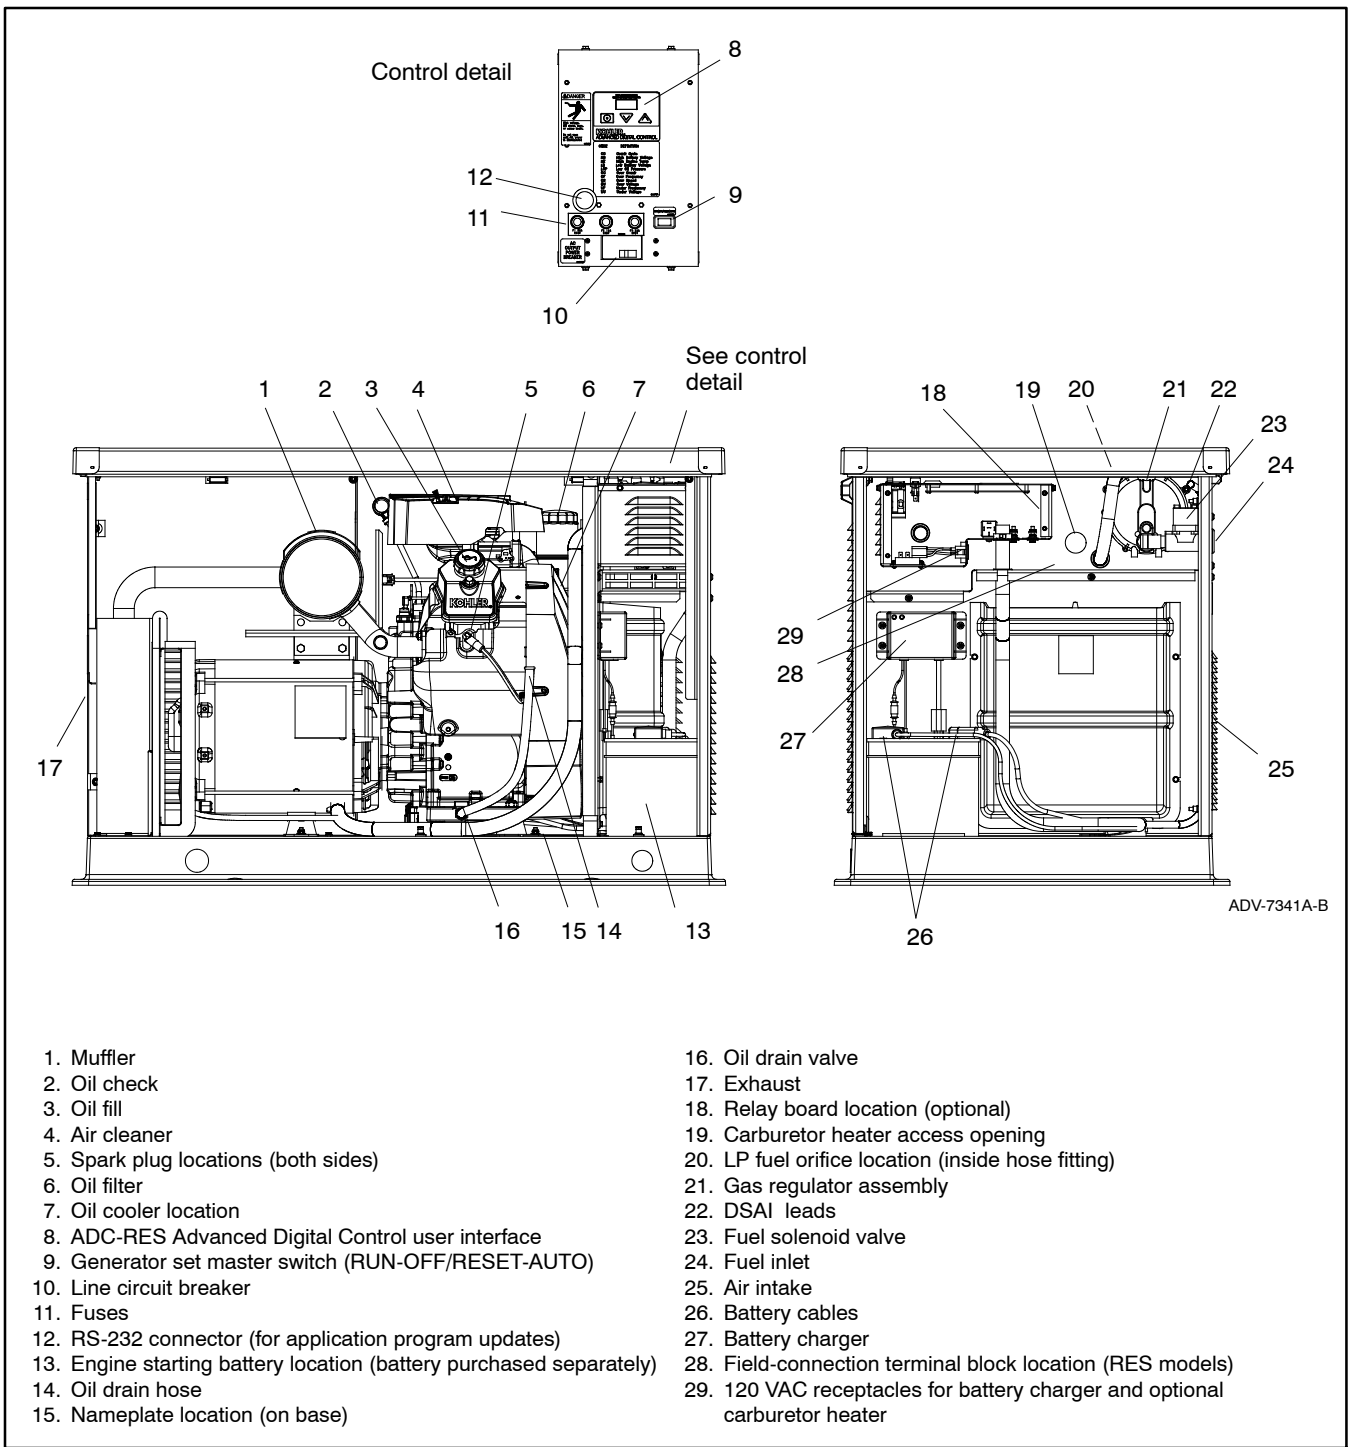 Control detail
8
DANGER
KOHLER
ADVANCED DIGITAL CONTROL
12
11
9
AC
OUTPUT
POWER
BREAKER
10
See control
detail
1
2
3
4
5
6
7
18
19
20
21
22
23
24
KOHLER
29
28
27
17
25
16
15
14
13
26
ADV-7341A-B
1. Muffler
2. Oil check
3. Oil fill
4. Air cleaner
5. Spark plug locations (both sides)
6. Oil filter
7. Oil cooler location
8. ADC-RES Advanced Digital Control user interface
9. Generator set master switch (RUN-OFF/RESET-AUTO)
10. Line circuit breaker
11. Fuses
12. RS-232 connector (for application program updates)
13. Engine starting battery location (battery purchased separately)
14. Oil drain hose
15. Nameplate location (on base)
16. Oil drain valve
17. Exhaust
18. Relay board location (optional)
19. Carburetor heater access opening
20. LP fuel orifice location (inside hose fitting)
21. Gas regulator assembly
22. DSAI  leads
23. Fuel solenoid valve
24. Fuel inlet
25. Air intake
26. Battery cables
27. Battery charger
28. Field-connection terminal block location (RES models)
29. 120 VAC receptacles for battery charger and optional
carburetor heater